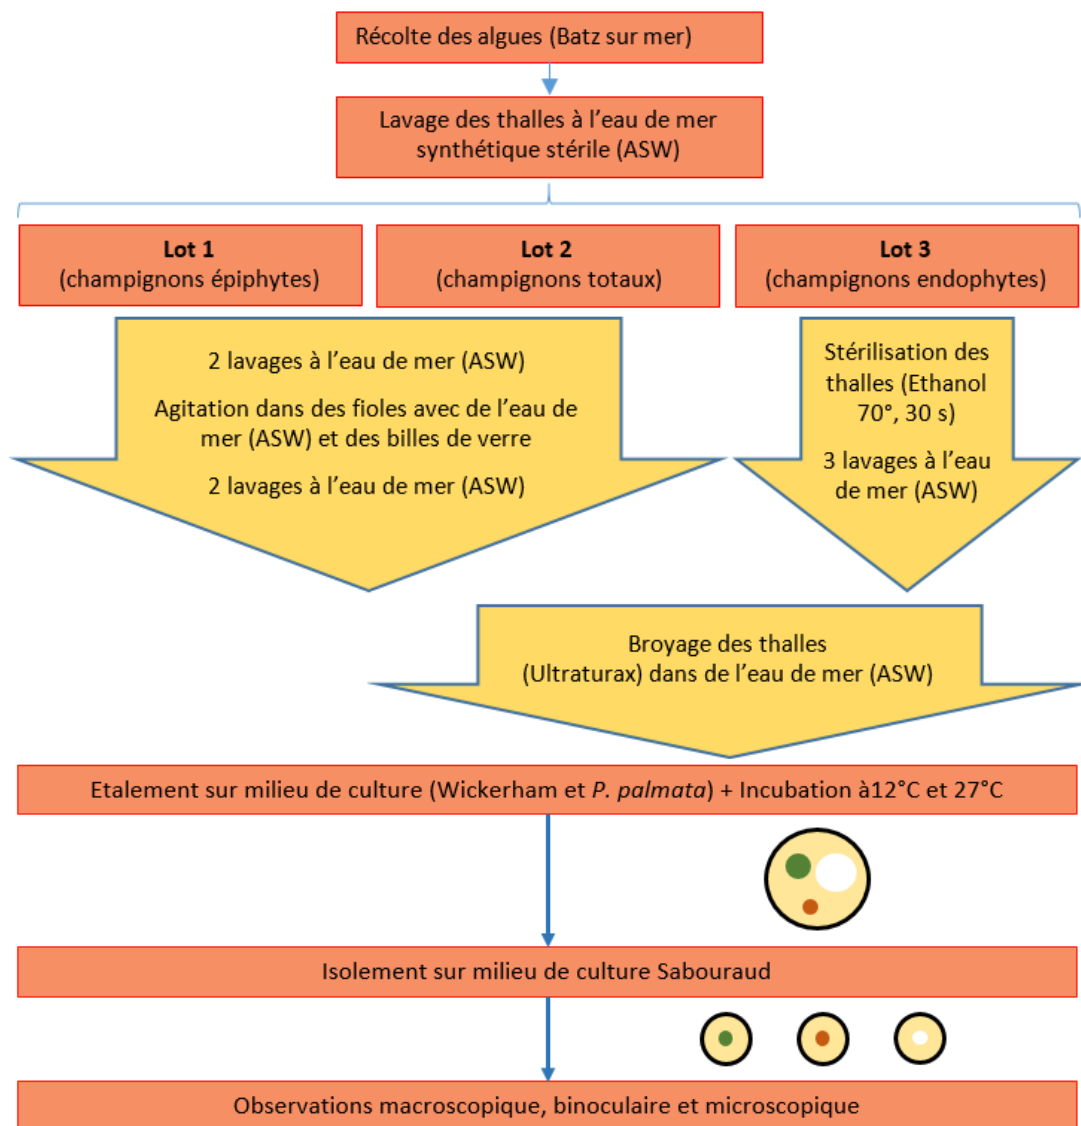 Récolte des algues (Batz sur mer)
Lavage des thalles à l'eau de mer
synthétique stérile (ASW)
Lot 1
(champignons épiphytes)
Lot 2
(champignons totaux)
Lot 3
(champignons endophytes)
2 lavages à l'eau de mer (ASW)
Agitation dans des fioles avec de l'eau de
mer (ASW) et des billes de verre
2 lavages à l'eau de mer (ASW)
Stérilisation des
thalles (Ethanol
70°, 30 s)
3 lavages à l'eau
de mer (ASW)
Broyage des thalles
(Ultraturax) dans de l'eau de mer (ASW)
Etalement sur milieu de culture (Wickerham et P. palmata) + Incubation à12°C et 27°C
Isolement sur milieu de culture Sabouraud
Observations macroscopique, binoculaire et microscopique